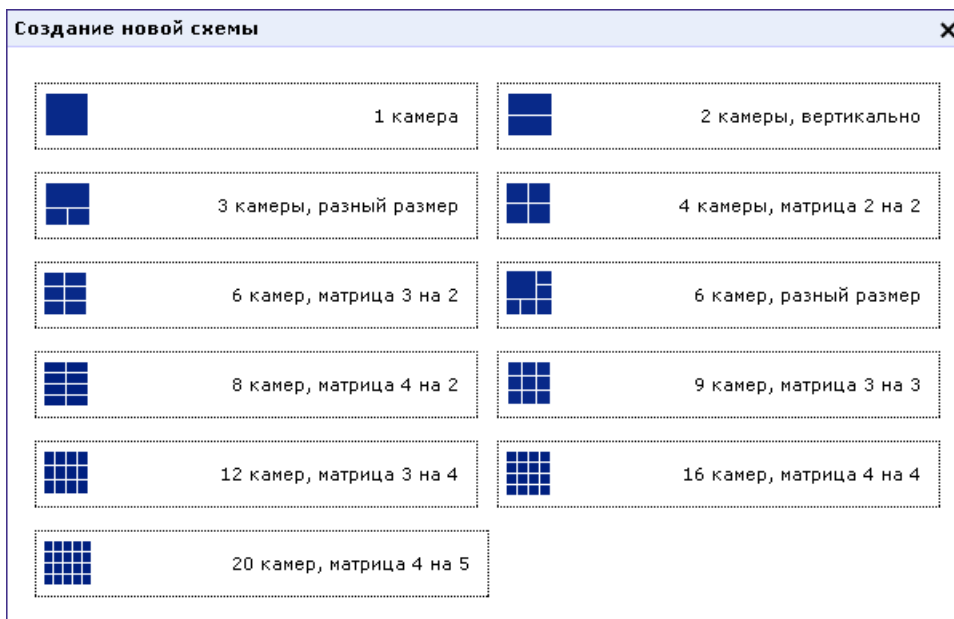 Создание новой схемы
1 камера
2 камеры, вертикально
3 камеры, разный размер
4 камеры, матрица 2 на 2
6 камер, матрица 3 на 2
6 камер, разный размер
8 камер, матрица 4 на 2
9 камер, матрица 3 на 3
12 камер, матрица 3 на 4
16 камер, матрица 4 на 4
20 камер, матрица 4 на 5